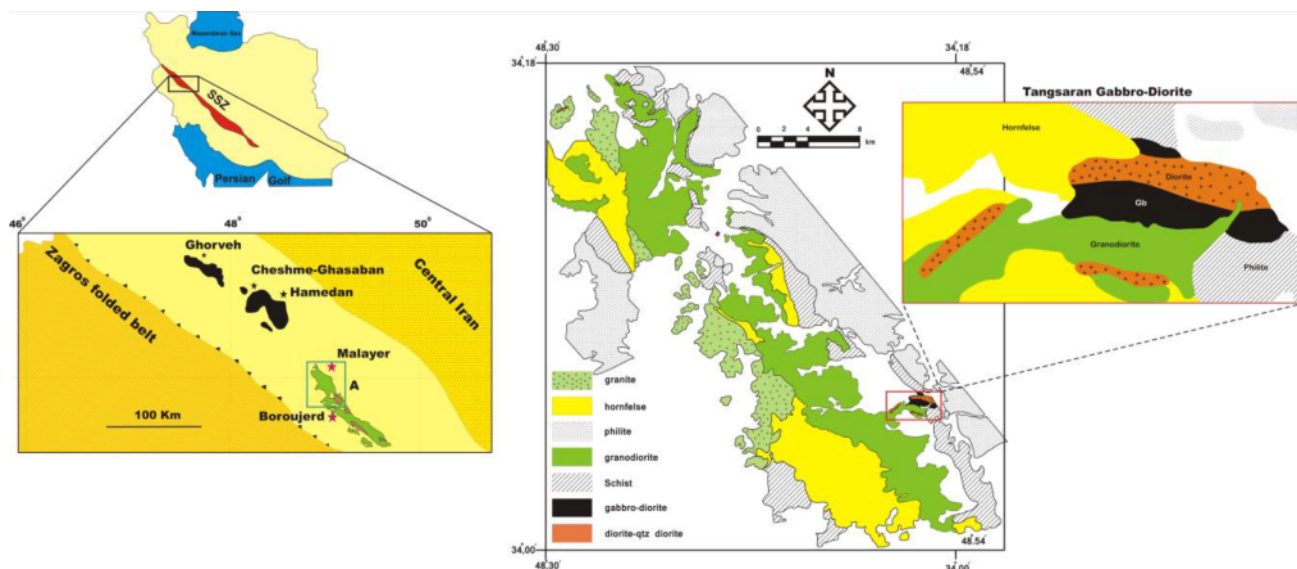 Mazandaran Sea
SSZ
Persian Golf
46
48
50
Ghorveh
Cheshme-Ghasaban
Hamedan
Zagros folded belt
Central Iran
Malayer
A
Boroujerd
100 Km
48,30
34,18
34,18
48,54
N
0 2 4 8
km
granite
hornfelse
philite
granodiorite
Schist
gabbro-diorite
diorite-qtz diorite
34,00
48,30
48,54
34,00
Tangsaran Gabbro-Diorite
Hornfelse
Diorite
Gb
Granodiorite
Philite